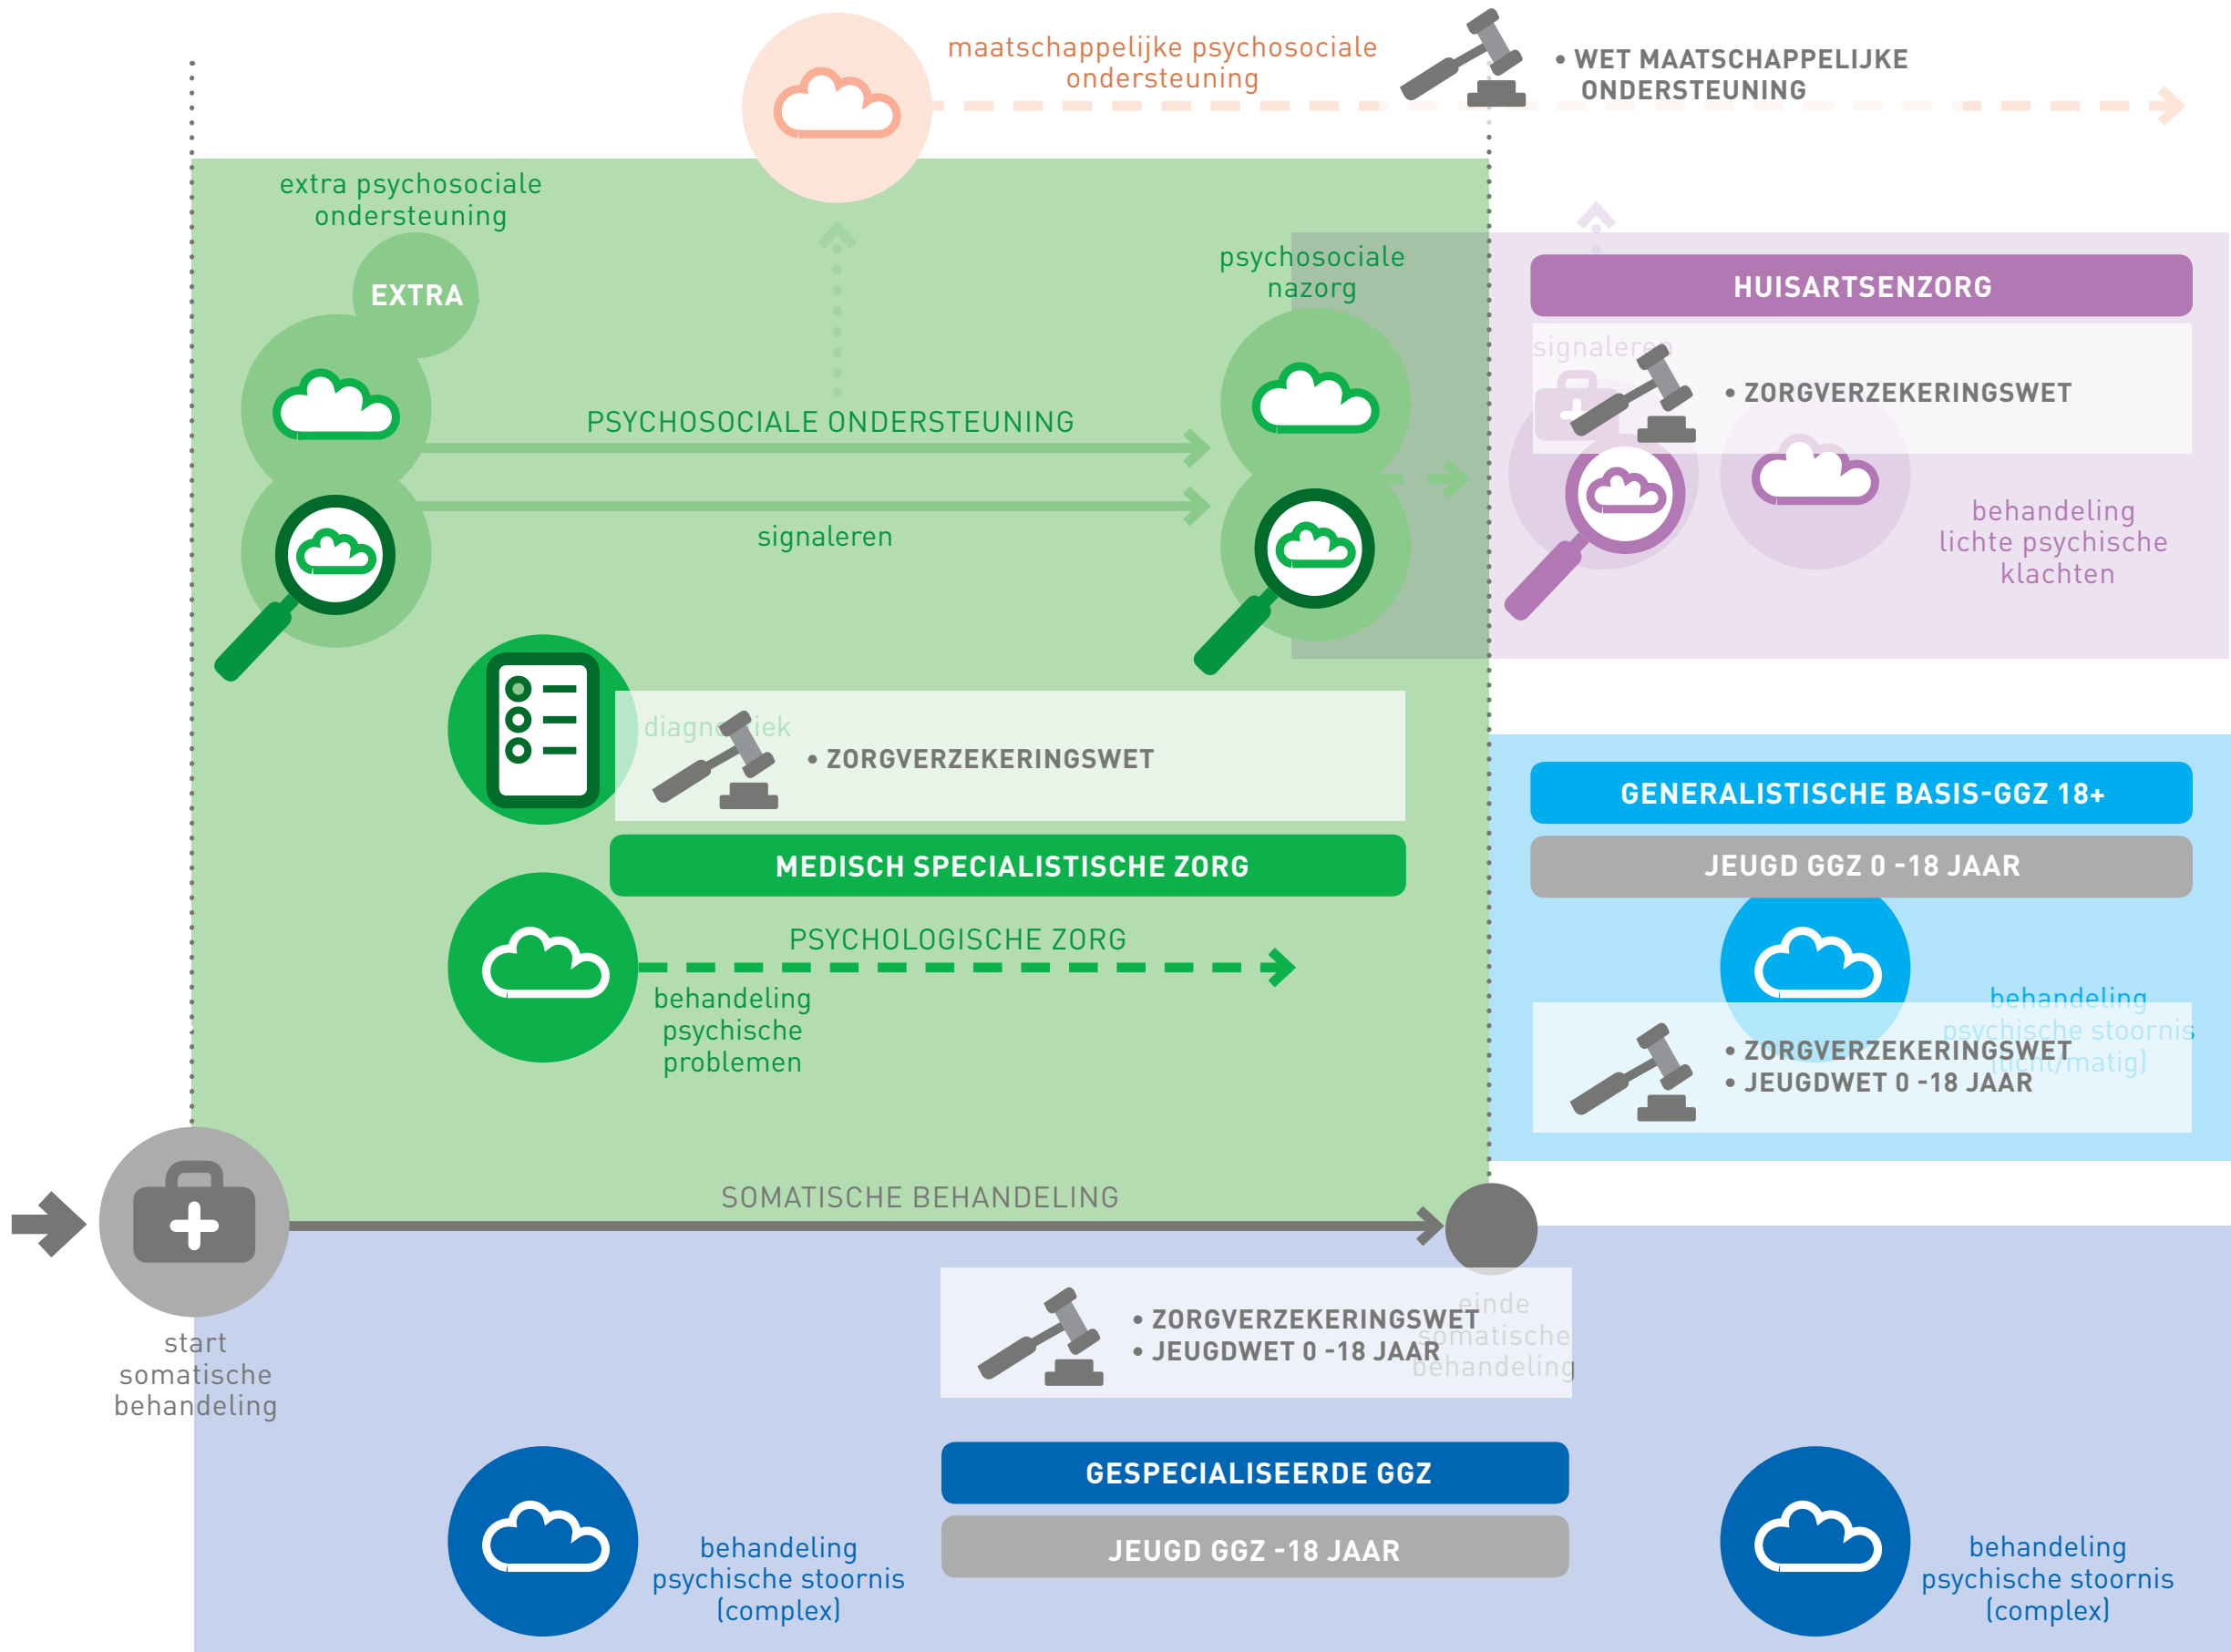 maatschappelijke psychosociale
ondersteuning
• WET MAATSCHAPPELIJKE
ONDERSTEUNING
extra psychosociale
ondersteuning
EXTRA
psychosociale
nazorg
HUISARTSENZORG
signaleren
• ZORGVERZEKERINGSWET
PSYCHOSOCIALE ONDERSTEUNING
signaleren
behandeling
lichte psychische
klachten
diagnostiek
• ZORGVERZEKERINGSWET
MEDISCH SPECIALISTISCHE ZORG
GENERALISTISCHE BASIS-GGZ 18+
JEUGD GGZ 0 -18 JAAR
PSYCHOLOGISCHE ZORG
behandeling
psychische
problemen
behandeling
psychische stoornis
(licht/matig)
• ZORGVERZEKERINGSWET
• JEUGDWET 0 -18 JAAR
SOMATISCHE BEHANDELING
start
somatische
behandeling
• ZORGVERZEKERINGSWET
• JEUGDWET 0 -18 JAAR
einde
somatische
behandeling
GESPECIALISEERDE GGZ
JEUGD GGZ -18 JAAR
behandeling
psychische stoornis
(complex)
behandeling
psychische stoornis
(complex)